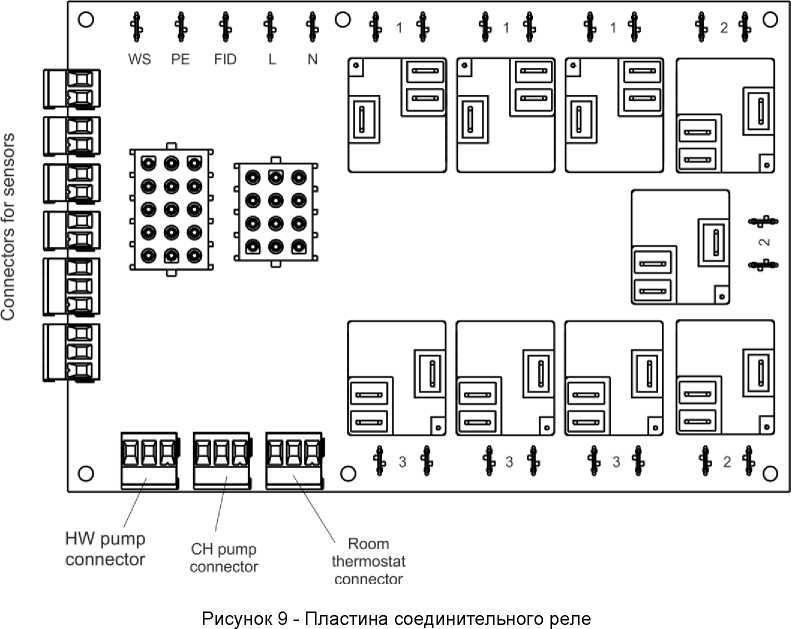 1 1 1 2
WS PE FID L N
Connectors for sensors
2
3 3 3 2
HW pump
connector
CH pump
connector
Room
thermostat
connector
Рисунок 9 - Пластина соединительного реле